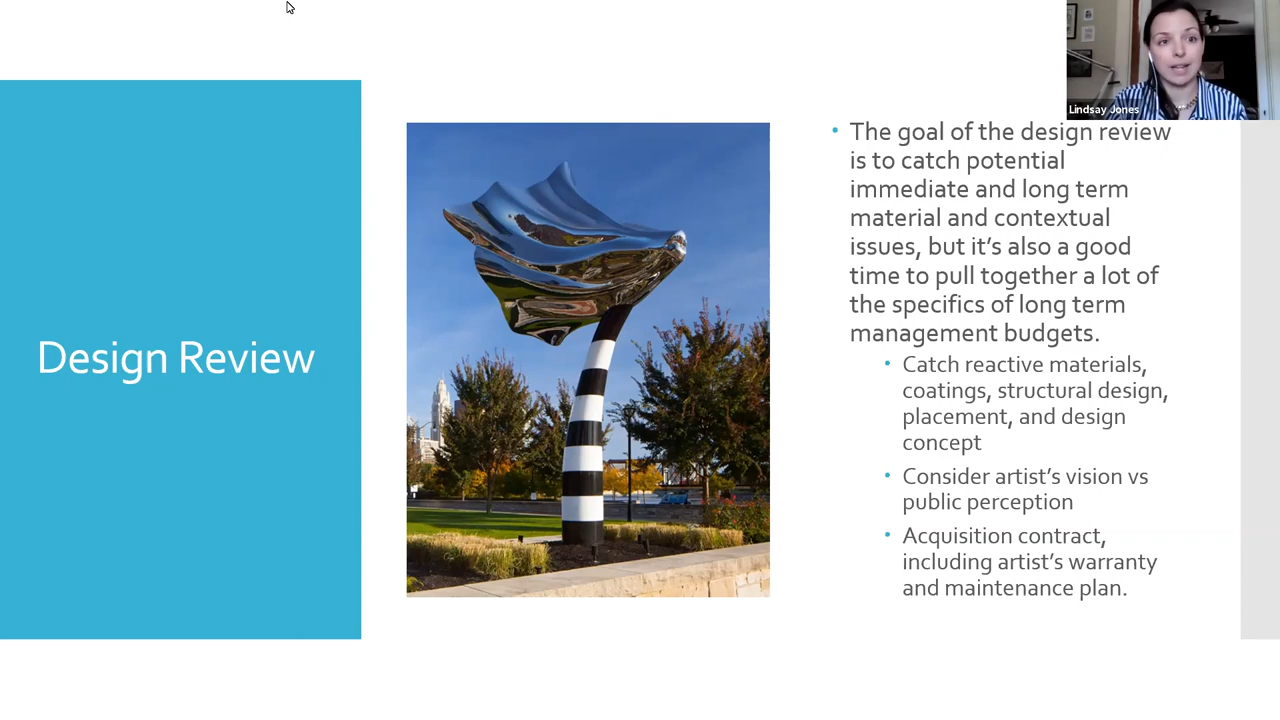 Lindsay Jones
Design Review
• The goal of the design review
is to catch potential
immediate and long term
material and contextual
issues, but it’s also a good
time to pull together a lot of
the specifics of long term
management budgets.
• Catch reactive materials,
coatings, structural design,
placement, and design
concept
• Consider artist’s vision vs
public perception
• Acquisition contract,
including artist’s warranty
and maintenance plan.